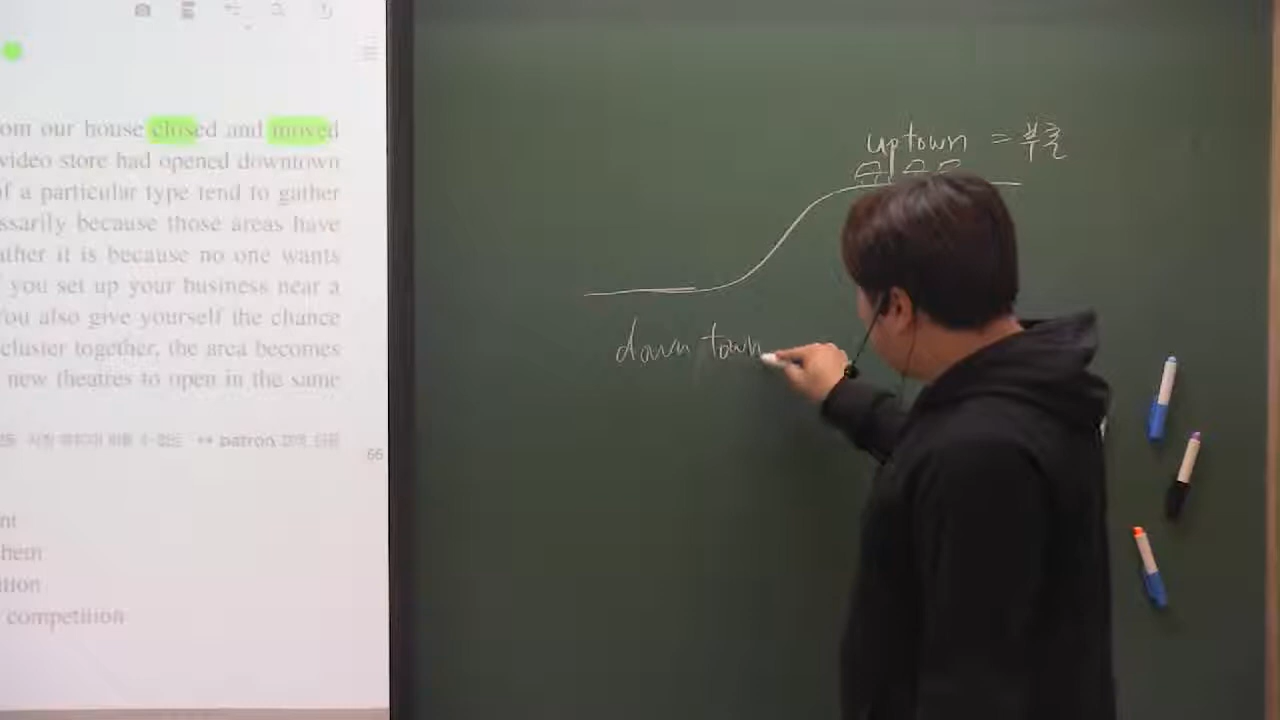 om our house closed and moved
video store had opened downtown
of a particular type tend to gather
ssarily because those areas have
ather it is because no one wants
you set up your business near a
You also give yourself the chance
cluster together, the area becomes
new theatres to open in the same
** patron
66
nt
hem
ition
competition
uptown = 부촌
down town